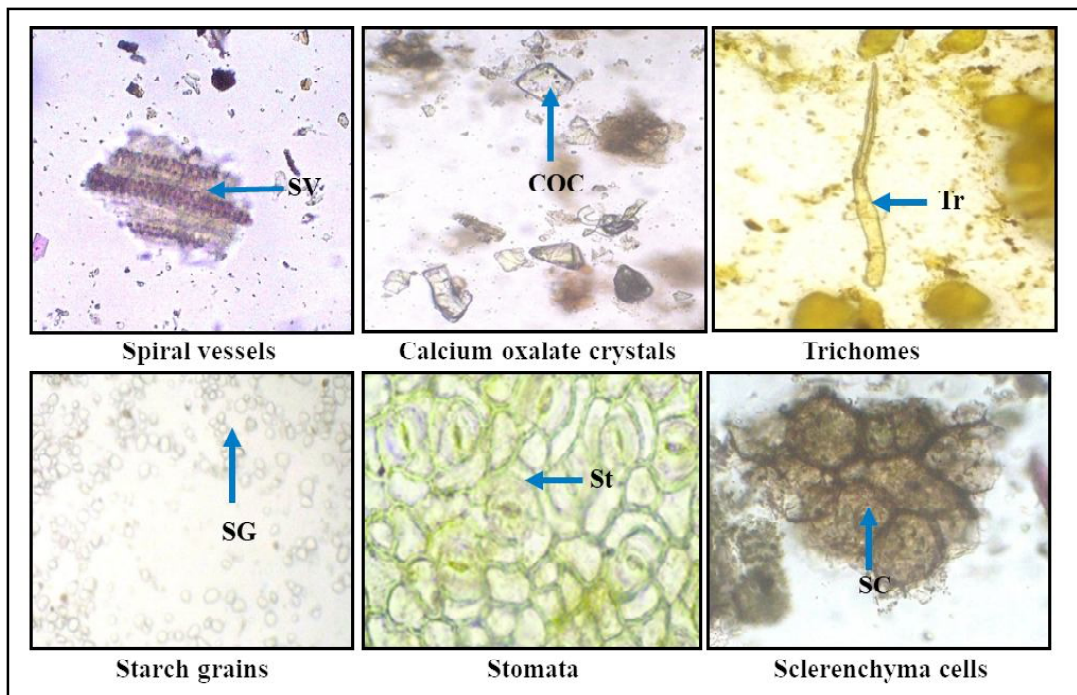 SV
COC
Tr
Spiral vessels
Calcium oxalate crystals
Trichomes
SG
St
SC
Starch grains
Stomata
Sclerenchyma cells